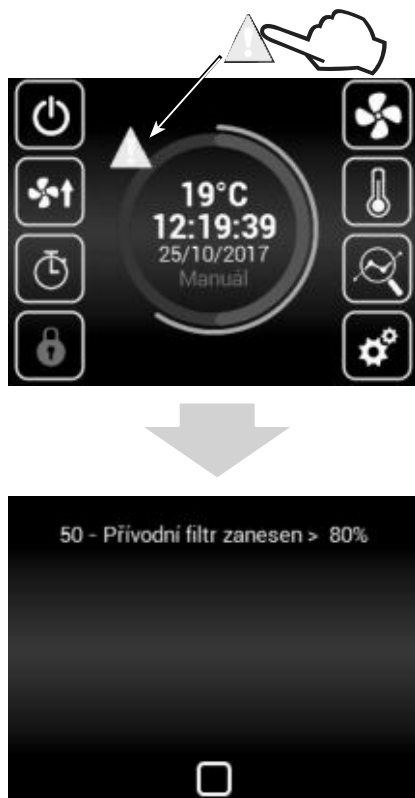 19°C
12:19:39
25/10/2017
Manuál
50 - Přívodní filtr zanesen > 80%